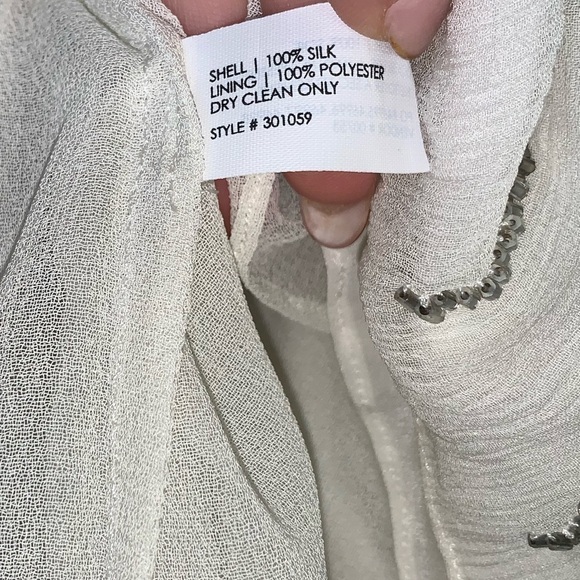 SHELL | 100% SILK
LINING | 100% POLYESTER
DRY CLEAN ONLY
STYLE # 301059